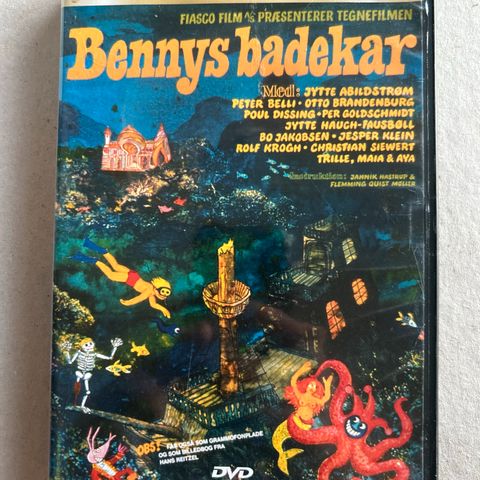 FIASCO FILM A/S PRÆSENTERER TEGNEFILMEN
Bennys badekar
Med: JYTTE ABILDSTRØM
PETER BELLI · OTTO BRANDENBURG
POUL DISSING · PER GOLDSCHMIDT
JYTTE HAUCH-FAUSBØLL
BO JAKOBSEN · JESPER KLEIN
ROLF KROGH · CHRISTIAN SIEWERT
TRILLE, MAIA & AYA
Instruktion: JANNIK HASTRUP &
FLEMMING QUIST MØLLER
OBS! FÅS OGSÅ SOM GRAMMOFONPLADE
OG SOM BILLEDBOG FRA
HANS REITZEL
DVD